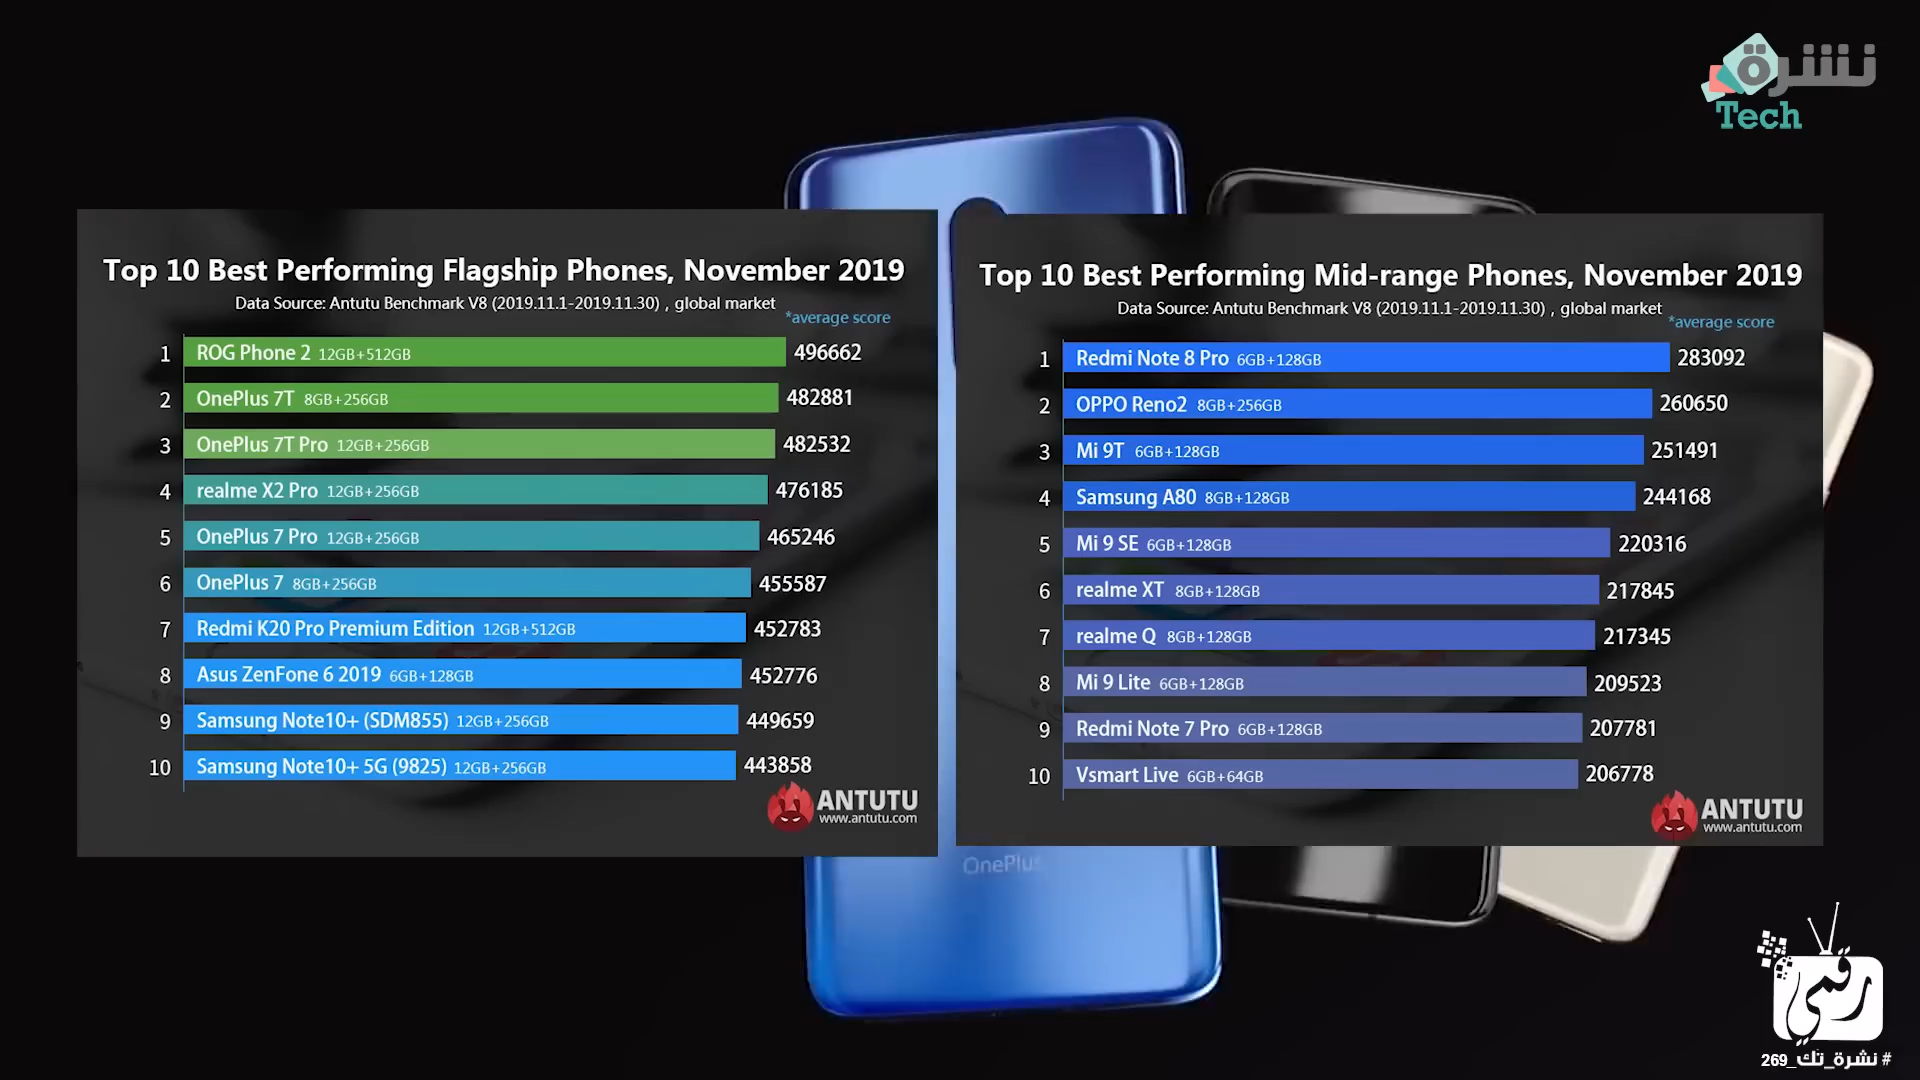 نشرة
Tech
Top 10 Best Performing Flagship Phones, November 2019
Data Source: Antutu Benchmark V8 (2019.11.1-2019.11.30) , global market
*average score
1 ROG Phone 2 12GB+512GB 496662
2 OnePlus 7T 8GB+256GB 482881
3 OnePlus 7T Pro 12GB+256GB 482532
4 realme X2 Pro 12GB+256GB 476185
5 OnePlus 7 Pro 12GB+256GB 465246
6 OnePlus 7 8GB+256GB 455587
7 Redmi K20 Pro Premium Edition 12GB+512GB 452783
8 Asus ZenFone 6 2019 6GB+128GB 452776
9 Samsung Note10+ (SDM855) 12GB+256GB 449659
10 Samsung Note10+ 5G (9825) 12GB+256GB 443858
ANTUTU
www.antutu.com
Top 10 Best Performing Mid-range Phones, November 2019
Data Source: Antutu Benchmark V8 (2019.11.1-2019.11.30) , global market
*average score
1 Redmi Note 8 Pro 6GB+128GB 283092
2 OPPO Reno2 8GB+256GB 260650
3 Mi 9T 6GB+128GB 251491
4 Samsung A80 8GB+128GB 244168
5 Mi 9 SE 6GB+128GB 220316
6 realme XT 8GB+128GB 217845
7 realme Q 8GB+128GB 217345
8 Mi 9 Lite 6GB+128GB 209523
9 Redmi Note 7 Pro 6GB+128GB 207781
10 Vsmart Live 6GB+64GB 206778
ANTUTU
www.antutu.com
OnePlus
رقمي
# نشرة_تك_269